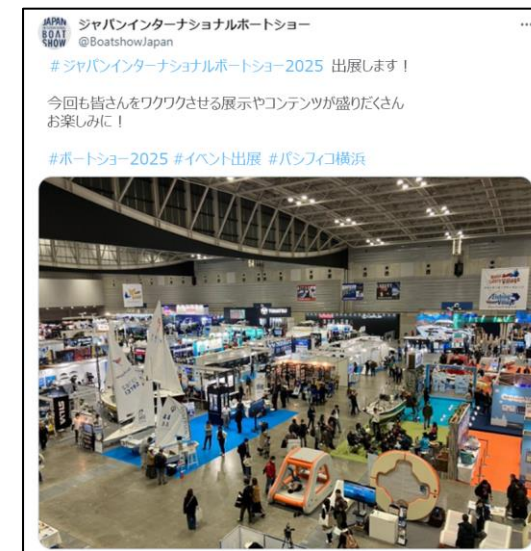 JAPAN
BOAT
SHOW
ジャパンインターナショナルボートショー
@BoatshowJapan
...
#ジャパンインターナショナルボートショー2025 出展します！
今回も皆さんをワクワクさせる展示やコンテンツが盛りだくさん
お楽しみに！
#ボートショー2025 #イベント出展 #パシフィコ横浜